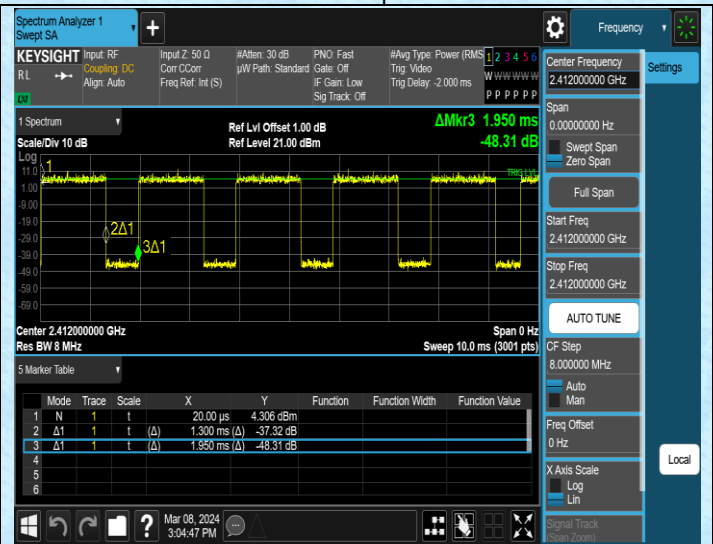 Spectrum Analyzer 1
Swept SA
+
Frequency
KEYSIGHT
RL
LXI
Input: RF
Coupling: DC
Align: Auto
Input Z: 50 Ω
Corr CCorr
Freq Ref: Int (S)
#Atten: 30 dB
µW Path: Standard
PNO: Fast
Gate: Off
IF Gain: Low
Sig Track: Off
#Avg Type: Power (RMS
Trig: Video
Trig Delay: -2.000 ms
1 2 3 4 5 6
W W W W W W
P P P P P P
1 Spectrum
Scale/Div 10 dB
Ref Lvl Offset 1.00 dB
Ref Level 21.00 dBm
ΔMkr3 1.950 ms
-48.31 dB
Log
11.0
1.00
-9.00
-19.0
-29.0
-39.0
-49.0
-59.0
-69.0
1
TRIG LVL
2Δ1
3Δ1
Center 2.412000000 GHz
Res BW 8 MHz
Span 0 Hz
Sweep 10.0 ms (3001 pts)
5 Marker Table
Mode Trace Scale X Y Function Function Width Function Value
1 N 1 t 20.00 µs 4.306 dBm
2 Δ1 1 t (Δ) 1.300 ms (Δ) -37.32 dB
3 Δ1 1 t (Δ) 1.950 ms (Δ) -48.31 dB
4
5
6
?
Mar 08, 2024
3:04:47 PM
Center Frequency
2.412000000 GHz
Span
0.00000000 Hz
Swept Span
Zero Span
Full Span
Start Freq
2.412000000 GHz
Stop Freq
2.412000000 GHz
AUTO TUNE
CF Step
8.000000 MHz
Auto
Man
Freq Offset
0 Hz
X Axis Scale
Log
Lin
Signal Track
(Span Zoom)
Settings
Local